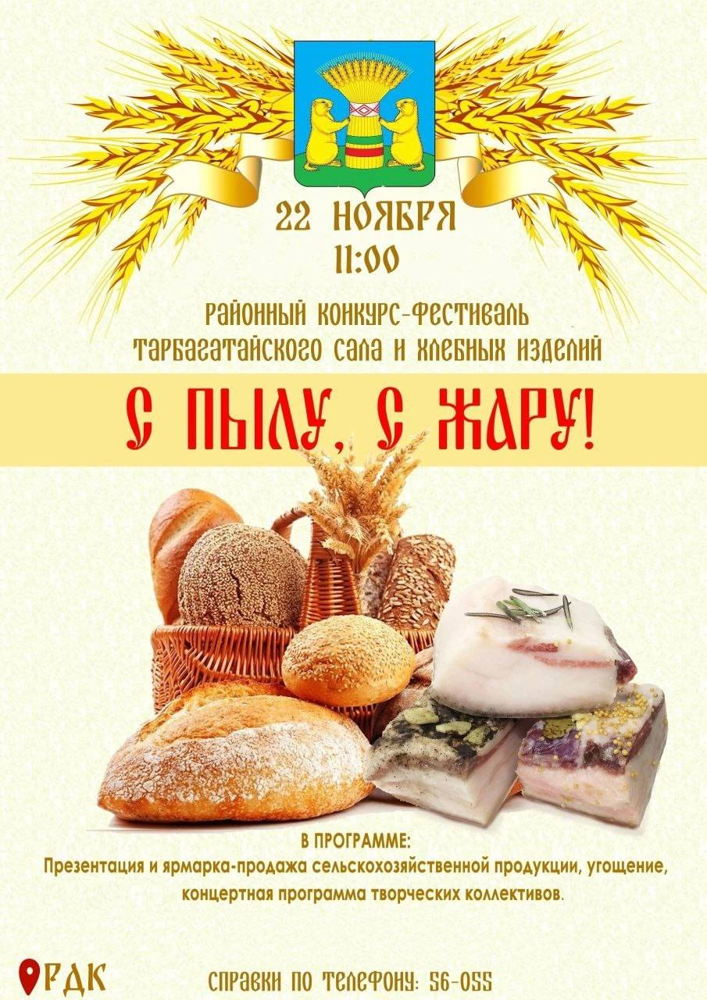 22 НОЯБРЯ
11:00
РАЙОННЫЙ КОНКУРС-ФЕСТИВАЛЬ
ТАРБАГАТАЙСКОГО САЛА И ХЛЕБНЫХ ИЗДЕЛИЙ
С ПЫЛУ, С ЖАРУ!
В ПРОГРАММЕ:
Презентация и ярмарка-продажа сельскохозяйственной продукции, угощение,
концертная программа творческих коллективов.
РДК
СПРАВКИ ПО ТЕЛЕФОНУ: 56-055